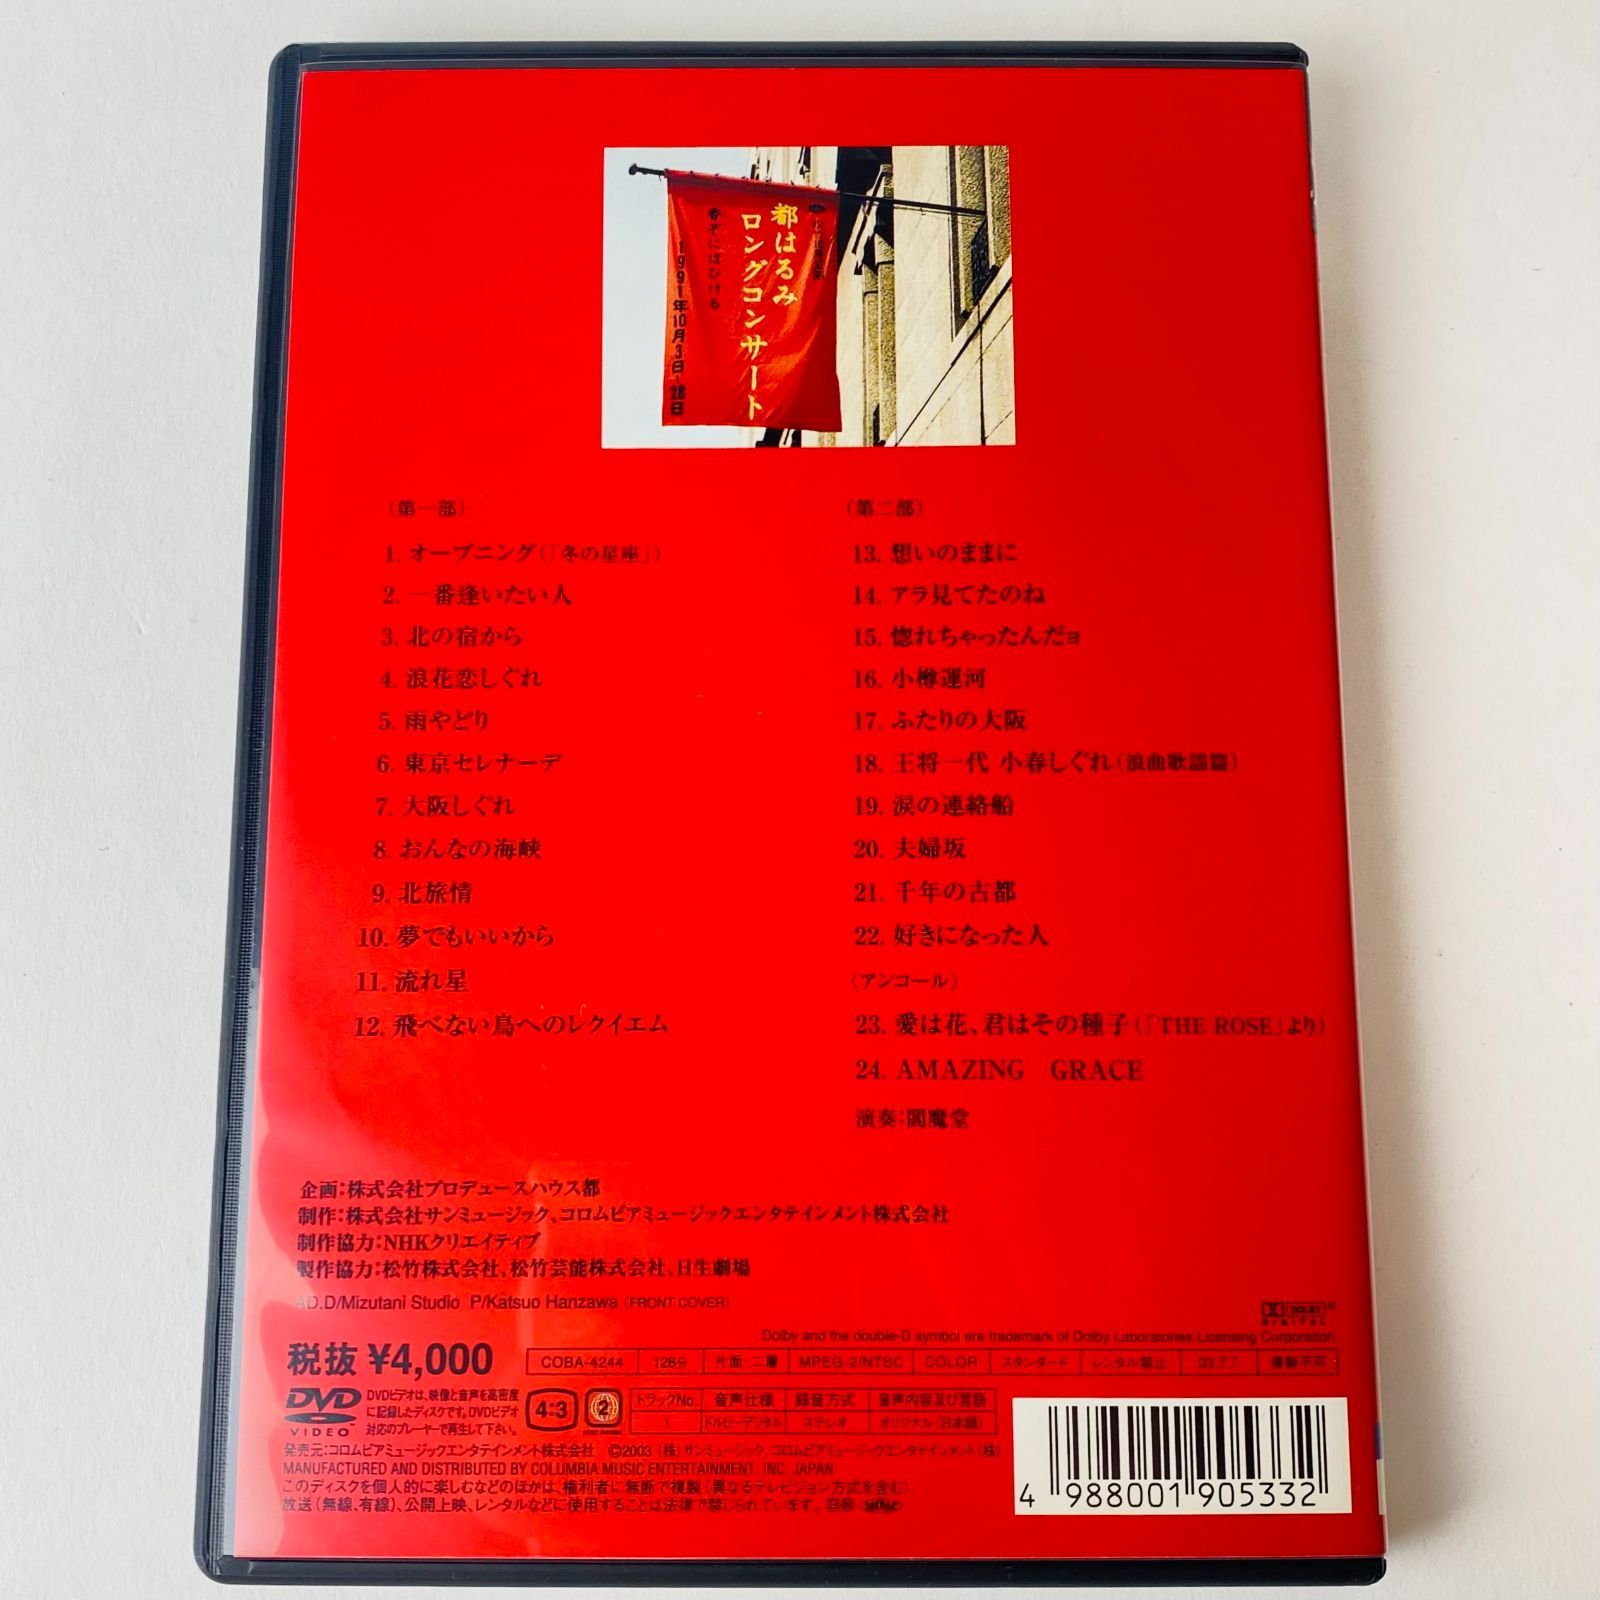 都はるみ
ロングコンサート
春そにほひける
1991年10月3日-28日
〈第一部〉
1. オープニング(「冬の星座」)
2. 一番逢いたい人
3. 北の宿から
4. 浪花恋しぐれ
5. 雨やどり
6. 東京セレナーデ
7. 大阪しぐれ
8. おんなの海峡
9. 北旅情
10. 夢でもいいから
11. 流れ星
12. 飛べない鳥へのレクイエム
〈第二部〉
13. 想いのままに
14. アラ見てたのね
15. 惚れちゃったんだョ
16. 小樽運河
17. ふたりの大阪
18. 王将一代 小春しぐれ(浪曲歌謡篇)
19. 涙の連絡船
20. 夫婦坂
21. 千年の古都
22. 好きになった人
〈アンコール〉
23. 愛は花、君はその種子(「THE ROSE」より)
24. AMAZING GRACE
演奏:閻魔堂
企画:株式会社プロデュースハウス都
制作:株式会社サンミュージック、コロムビアミュージックエンタテインメント株式会社
制作協力:NHKクリエイティブ
製作協力:松竹株式会社、松竹芸能株式会社、日生劇場
AD.D/Mizutani Studio P/Katsuo Hanzawa (FRONT COVER)
DOLBY
DIGITAL
Dolby and the double-D symbol are trademark of Dolby Laboratories Licensing Corporation.
税抜 ¥4,000
COBA-4244 128分 片面・二層 MPEG-2/NTSC COLOR スタンダード レンタル禁止 03.7.7 複製不可
DVD
VIDEO
DVDビデオは、映像と音声を高密度
に記録したディスクです。DVDビデオ
対応のプレーヤーで再生して下さい。
4:3
2
トラックNo. 音声仕様 録音方式 音声内容及び言語
1 ドルビーデジタル ステレオ オリジナル(日本語)
発売元:コロムビアミュージックエンタテインメント株式会社 ©2003 (株)サンミュージック コロムビアミュージックエンタテインメント(株)
MANUFACTURED AND DISTRIBUTED BY COLUMBIA MUSIC ENTERTAINMENT, INC. JAPAN
このディスクを個人的に楽しむなどのほかは、権利者に無断で複製(異なるテレビジョン方式を含む)、
放送(無線、有線)、公開上映、レンタルなどに使用することは法律で禁じられています。
4 988001 905332